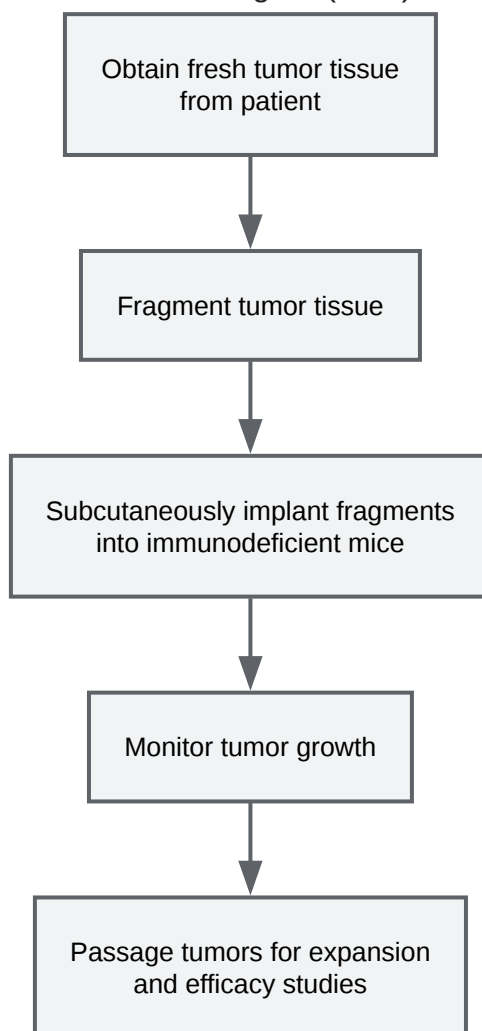 Obtain fresh tumor tissue
from patient
Fragment tumor tissue
Subcutaneously implant fragments
into immunodeficient mice
Monitor tumor growth
Passage tumors for expansion
and efficacy studies